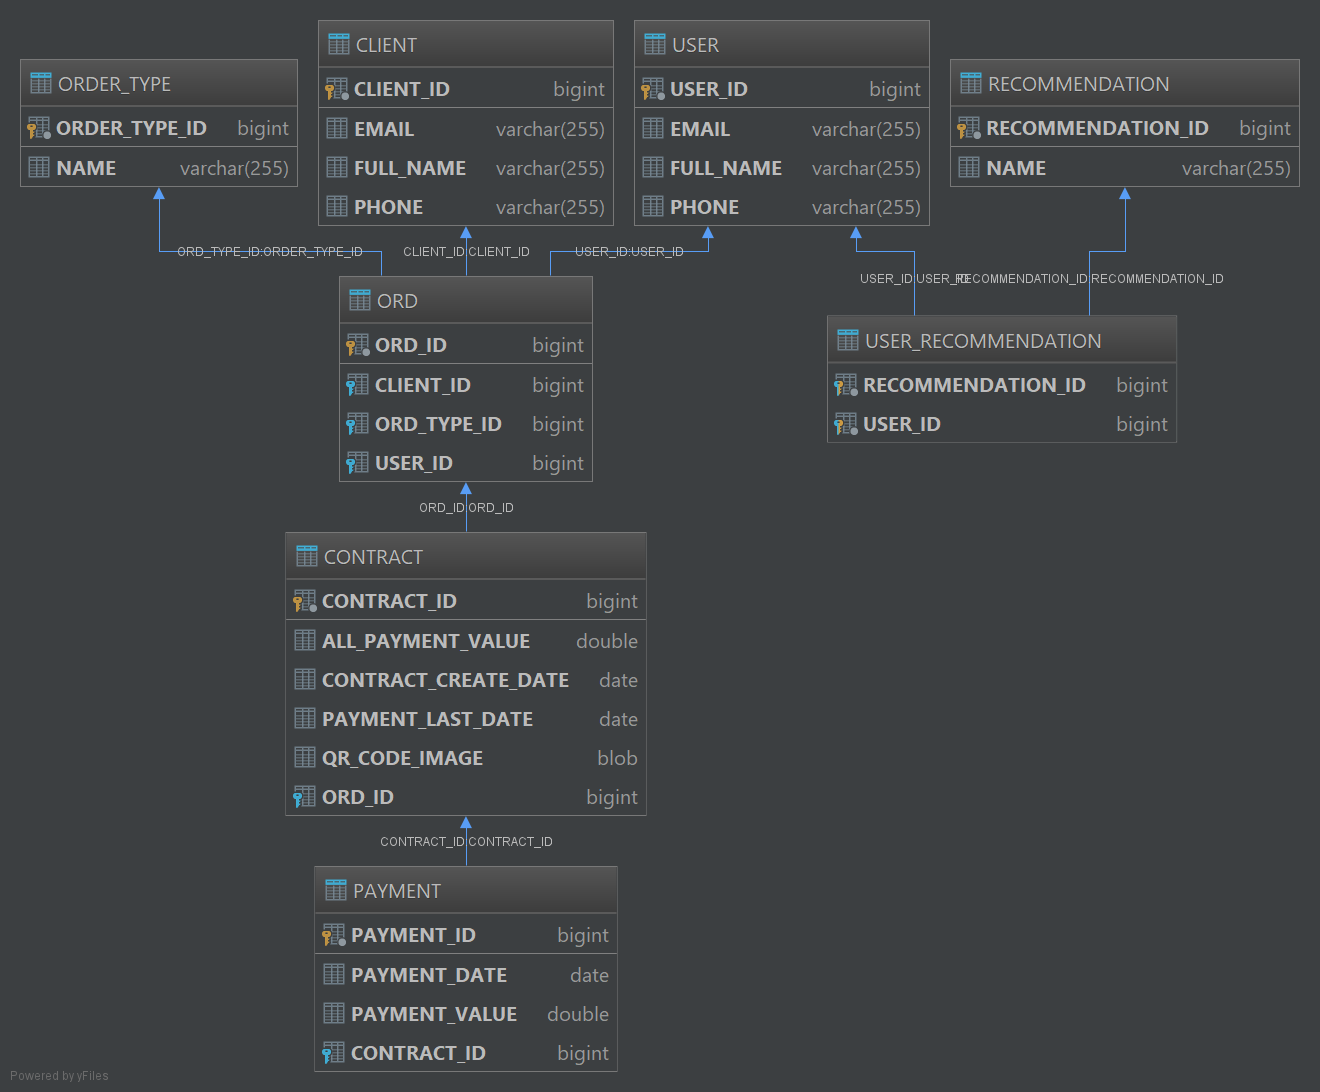 ORDER_TYPE
ORDER_TYPE_ID bigint
NAME varchar(255)
CLIENT
CLIENT_ID bigint
EMAIL varchar(255)
FULL_NAME varchar(255)
PHONE varchar(255)
USER
USER_ID bigint
EMAIL varchar(255)
FULL_NAME varchar(255)
PHONE varchar(255)
RECOMMENDATION
RECOMMENDATION_ID bigint
NAME varchar(255)
ORD_TYPE_ID:ORDER_TYPE_ID
CLIENT_ID:CLIENT_ID
USER_ID:USER_ID
USER_ID:USER_ID
RECOMMENDATION_ID:RECOMMENDATION_ID
ORD
ORD_ID bigint
CLIENT_ID bigint
ORD_TYPE_ID bigint
USER_ID bigint
USER_RECOMMENDATION
RECOMMENDATION_ID bigint
USER_ID bigint
ORD_ID:ORD_ID
CONTRACT
CONTRACT_ID bigint
ALL_PAYMENT_VALUE double
CONTRACT_CREATE_DATE date
PAYMENT_LAST_DATE date
QR_CODE_IMAGE blob
ORD_ID bigint
CONTRACT_ID:CONTRACT_ID
PAYMENT
PAYMENT_ID bigint
PAYMENT_DATE date
PAYMENT_VALUE double
CONTRACT_ID bigint
Powered by yFiles